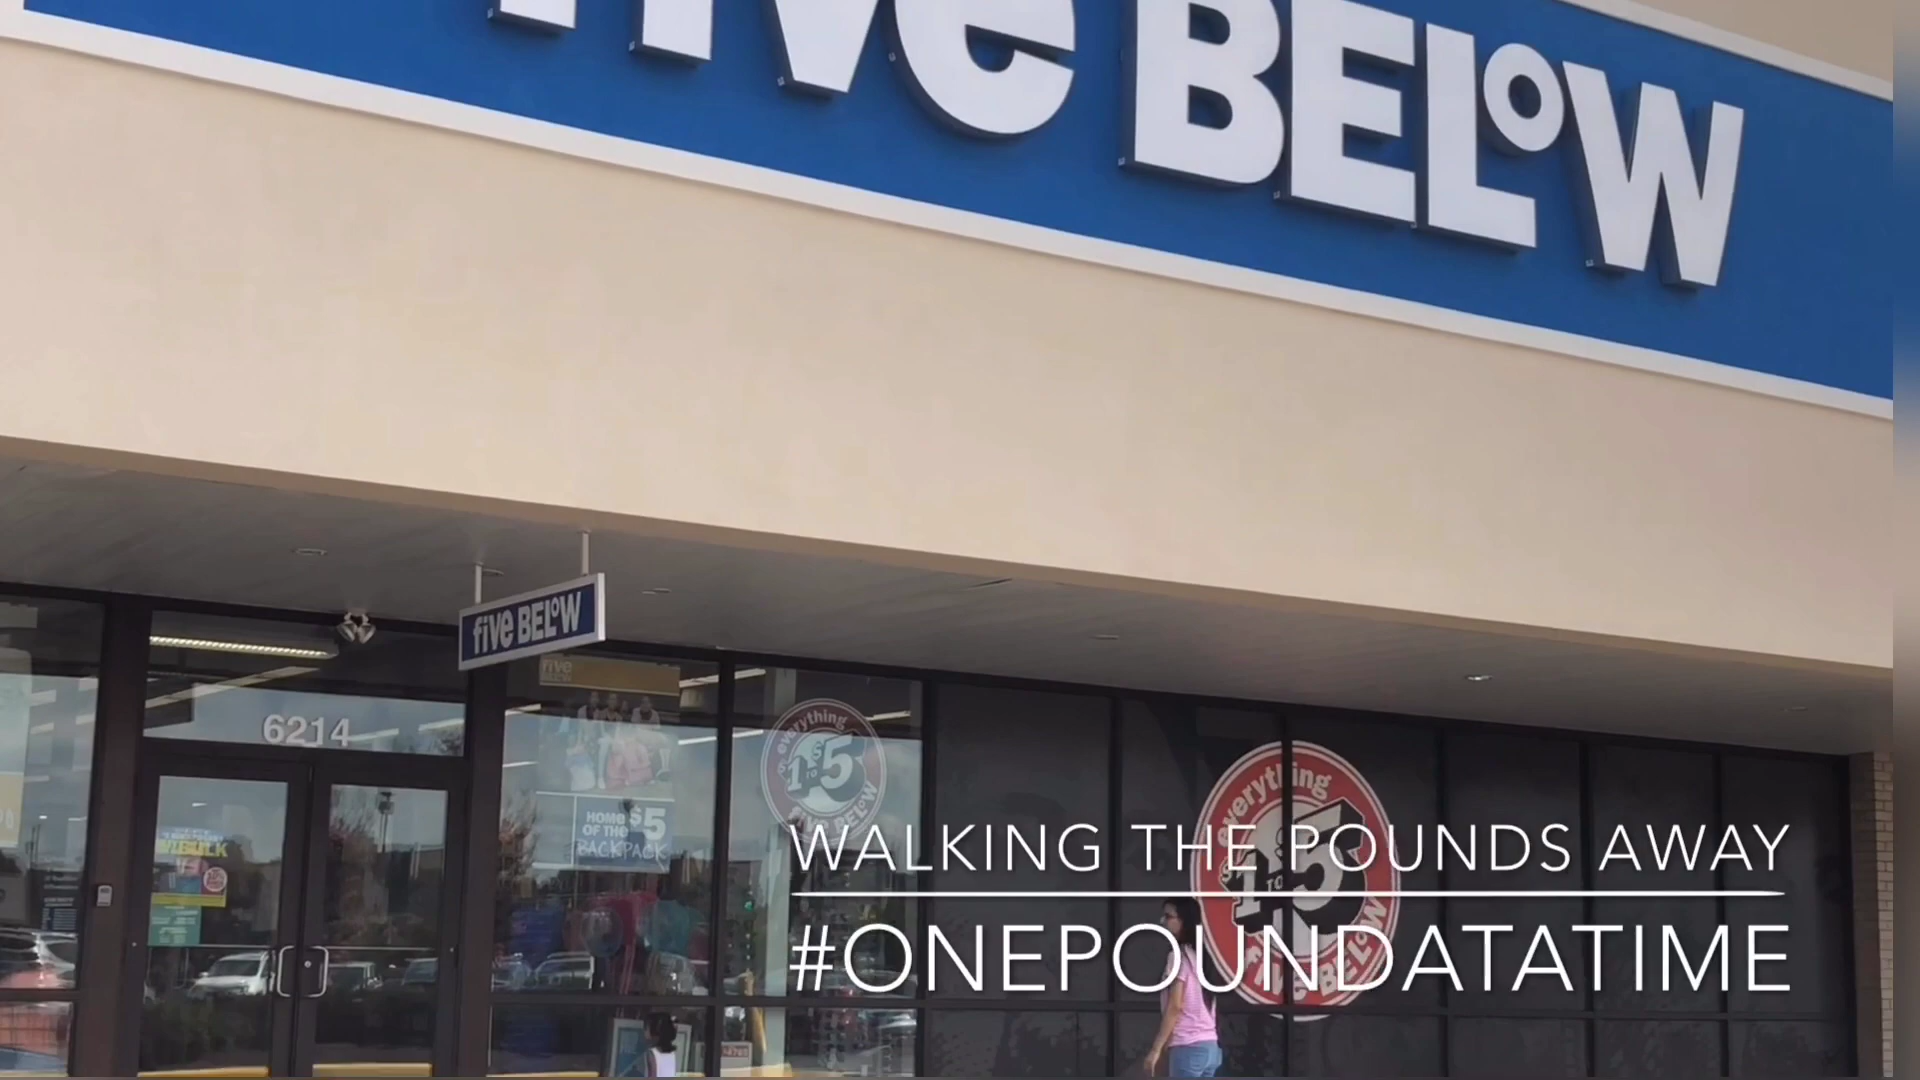 five BELOW
five BELOW
five
6214
everything
$1 TO $5
five BELOW
HOME OF THE $5
BACKPACK
everything
$1 TO $5
five BELOW
WALKING THE POUNDS AWAY
#ONEPOUNDATATIME